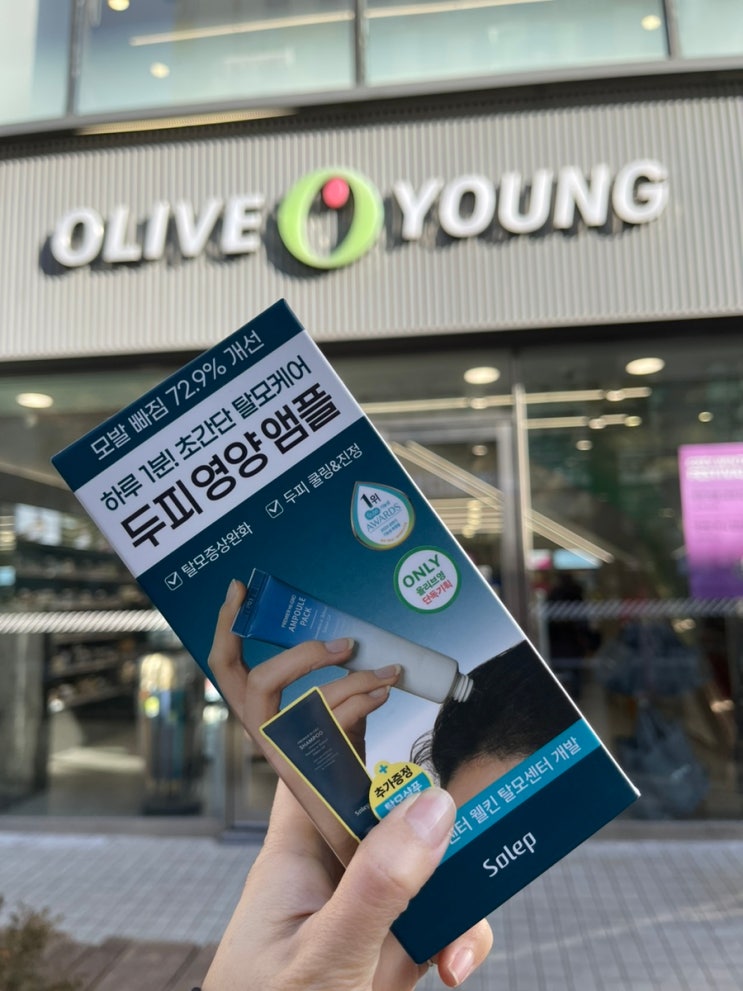 OLIVE YOUNG
모발 빠짐 72.9% 개선
하루 1분! 초간단 탈모케어
두피 영양 앰플
탈모증상완화
두피 쿨링&진정
1위
AWARDS
ONLY
올리브영
단독기획
AMPOULE
PACK
SHAMPOO
추가증정
탈모샴푸
센터 웰킨 탈모센터 개발
Solep